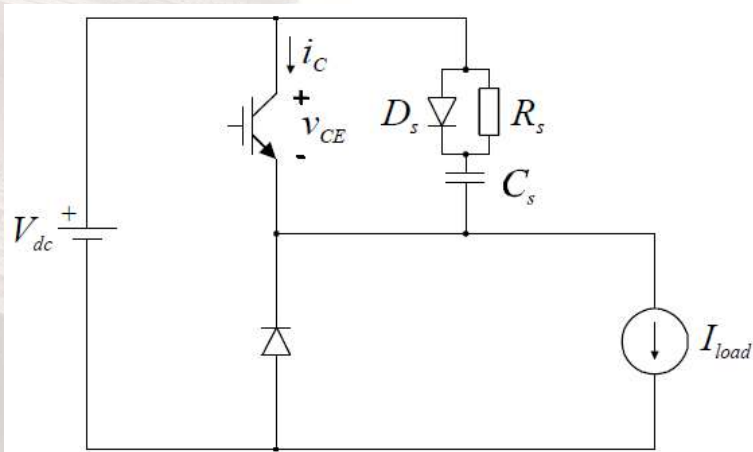 i_C
+
v_CE
-
D_s
R_s
C_s
+
V_dc
I_load